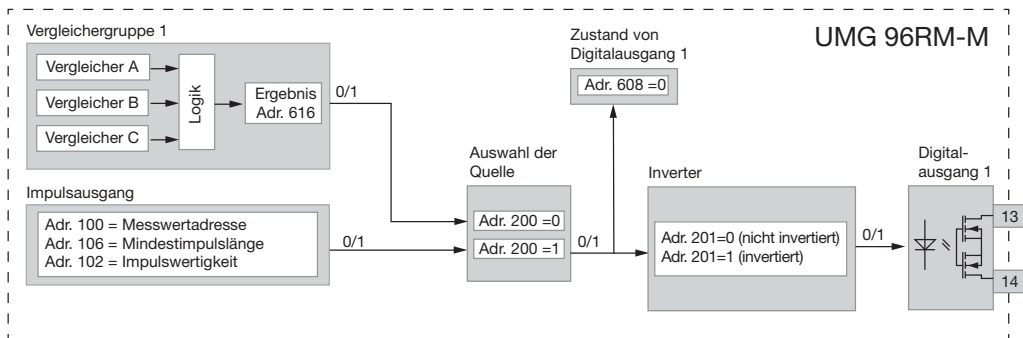 UMG 96RM-M
Vergleichergruppe 1
Vergleicher A
Vergleicher B
Vergleicher C
Logik
Ergebnis
Adr. 616
0/1
Impulsausgang
Adr. 100 = Messwertadresse
Adr. 106 = Mindestimpulslänge
Adr. 102 = Impulswertigkeit
0/1
Auswahl der
Quelle
Adr. 200 =0
Adr. 200 =1
0/1
Zustand von
Digitalausgang 1
Adr. 608 =0
Inverter
Adr. 201=0 (nicht invertiert)
Adr. 201=1 (invertiert)
0/1
Digital-
ausgang 1
13
14